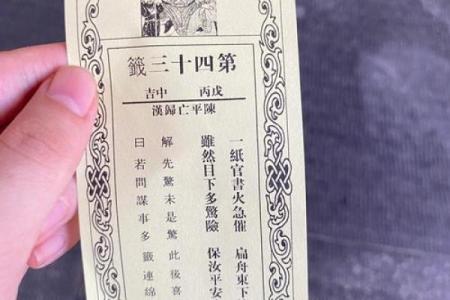 第四十三籤
戊丙 中吉
陳平亡歸漢
一紙官書火急催 扁舟東下
雖然目下多驚險 保汝平安
解 先驚未是驚 此後喜
曰 若問謀事多 籤連綿